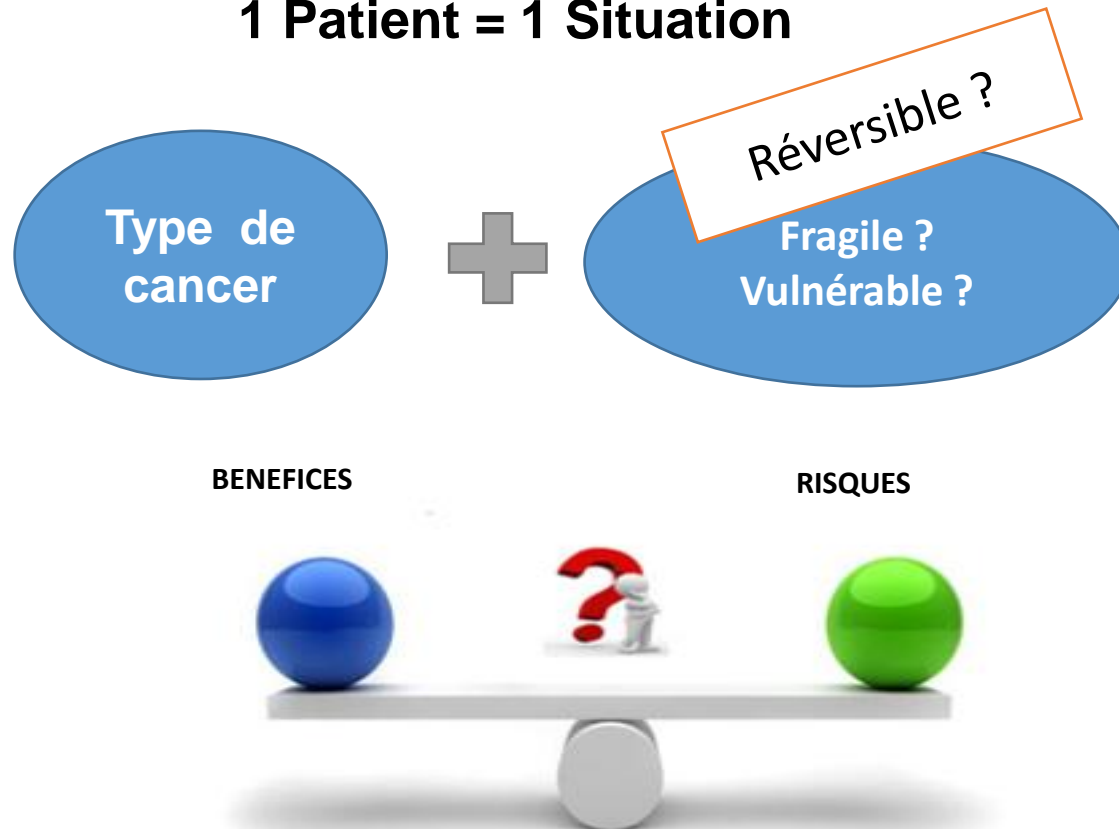 1 Patient = 1 Situation
Réversible ?
Type de
cancer
Fragile ?
Vulnérable ?
BENEFICES
RISQUES
?